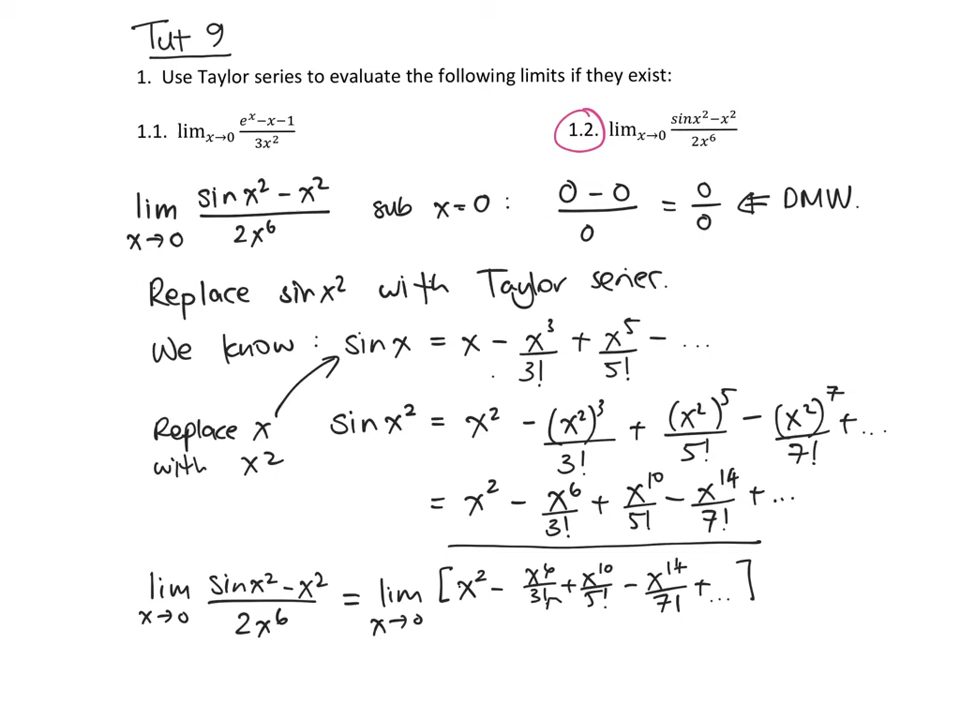 Tut 9
1. Use Taylor series to evaluate the following limits if they exist:
1.1. lim_{x→0} (e^x−x−1)/(3x^2) 1.2. lim_{x→0} (sinx^2−x^2)/(2x^6)
lim_{x→0} (sin x^2 − x^2)/(2x^6) sub x=0 : (0 − 0)/0 = 0/0 ⇐ DMW.
Replace sin x^2 with Taylor series.
We know : sin x = x − x^3/3! + x^5/5! − ...
Replace x sin x^2 = x^2 − (x^2)^3/3! + (x^2)^5/5! − (x^2)^7/7! + ...
with x^2
= x^2 − x^6/3! + x^10/5! − x^14/7! + ...
lim_{x→0} (sin x^2 − x^2)/(2x^6) = lim_{x→0} [x^2 − x^6/3! + x^10/5! − x^14/7! + ...]